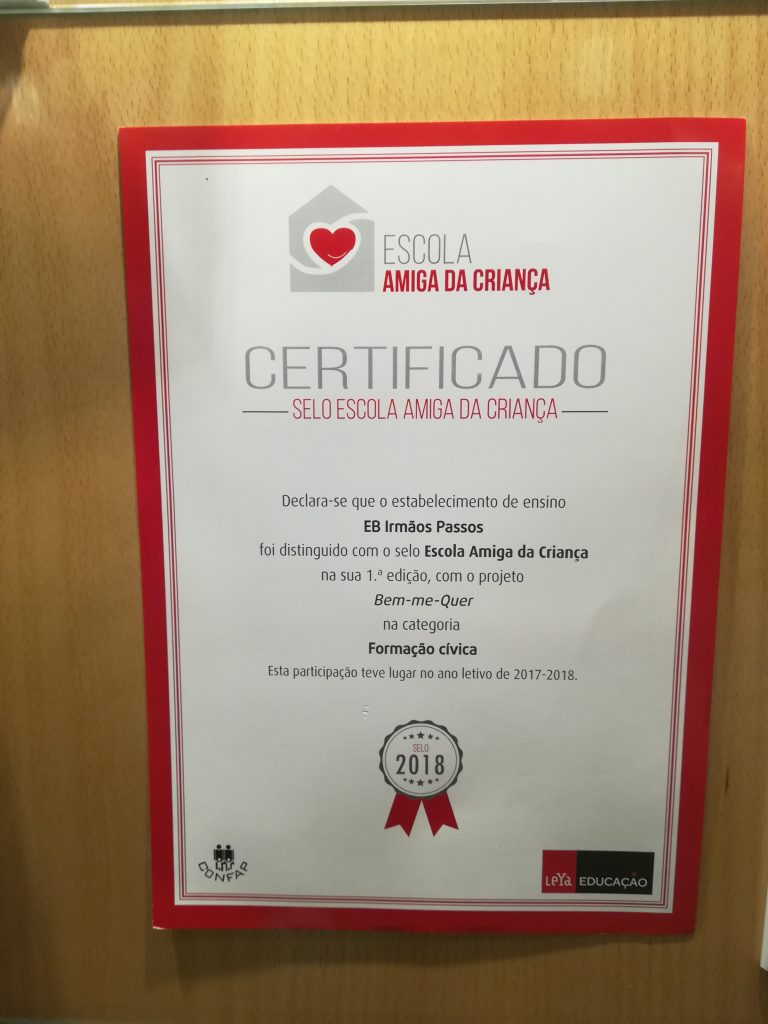 ESCOLA
AMIGA DA CRIANÇA
CERTIFICADO
SELO ESCOLA AMIGA DA CRIANÇA
Declara-se que o estabelecimento de ensino
EB Irmãos Passos
foi distinguido com o selo Escola Amiga da Criança
na sua 1.ª edição, com o projeto
Bem-me-Quer
na categoria
Formação cívica
Esta participação teve lugar no ano letivo de 2017-2018.
SELO
2018
CONFAP
LeYa EDUCAÇÃO